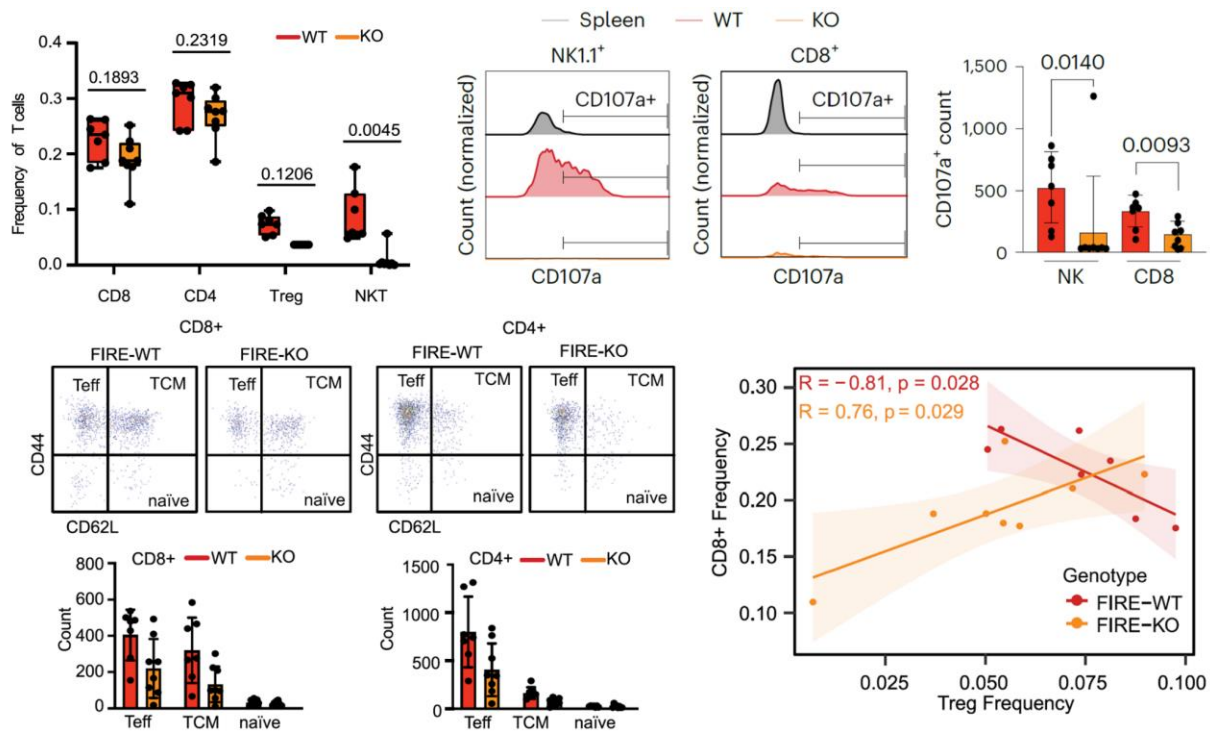 Frequency of T cells
0.4
0.3
0.2
0.1
0.0
WT KO
0.1893
0.2319
0.1206
0.0045
CD8 CD4 Treg NKT
Spleen WT KO
NK1.1+
Count (normalized)
CD107a+
CD107a
CD8+
Count (normalized)
CD107a+
CD107a
CD107a+ count
1,500
1,000
500
0
0.0140
0.0093
NK CD8
CD8+
FIRE-WT FIRE-KO
Teff TCM Teff TCM
CD44
naïve naïve
CD62L
CD4+
FIRE-WT FIRE-KO
Teff TCM Teff TCM
CD44
naïve naïve
CD62L
CD8+ WT KO
Count
800
600
400
200
0
Teff TCM naïve
CD4+ WT KO
Count
1500
1000
500
0
Teff TCM naïve
R = −0.81, p = 0.028
R = 0.76, p = 0.029
CD8+ Frequency
0.30
0.25
0.20
0.15
0.10
Genotype
FIRE−WT
FIRE−KO
0.025 0.050 0.075 0.100
Treg Frequency